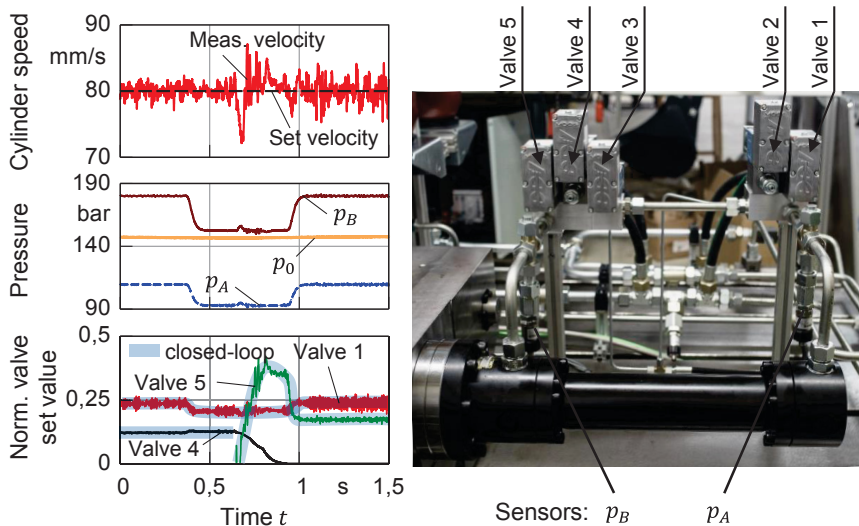 Cylinder speed
90
mm/s
80
70
Meas. velocity
Set velocity
Pressure
190
bar
140
90
p_B
p_0
p_A
Norm. valve
set value
0,5
0,25
0
closed-loop
Valve 1
Valve 5
Valve 4
0
0,5
1
s
1,5
Time t
Valve 5
Valve 4
Valve 3
Valve 2
Valve 1
Sensors: p_B p_A